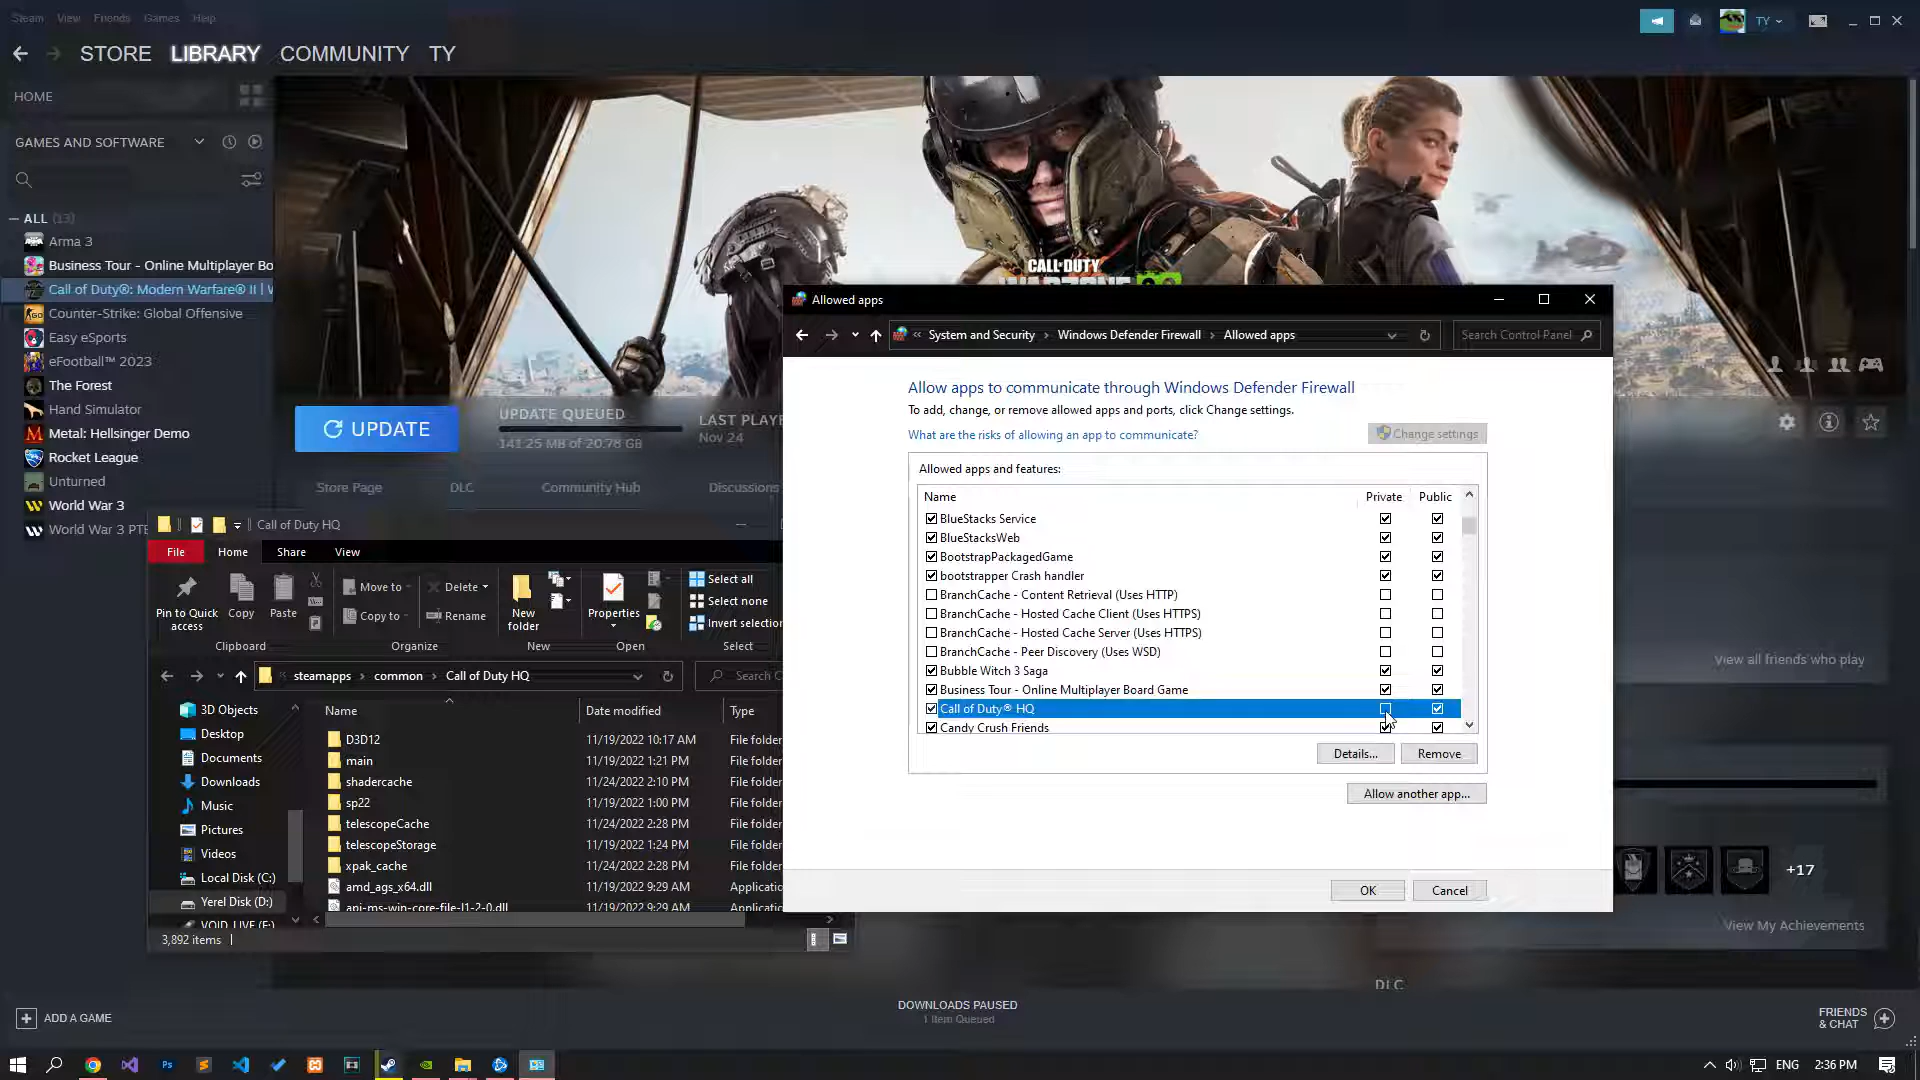 Steam View Friends Games Help
TY
STORE LIBRARY COMMUNITY TY
HOME
GAMES AND SOFTWARE
ALL (13)
Arma 3
Business Tour - Online Multiplayer Bo
Call of Duty®: Modern Warfare® II | W
Counter-Strike: Global Offensive
Easy eSports
eFootball™ 2023
The Forest
Hand Simulator
Metal: Hellsinger Demo
Rocket League
Unturned
World War 3
World War 3 PTE
CALL·DUTY
UPDATE
UPDATE QUEUED
141.25 MB of 20.78 GB
LAST PLAYE
Nov 24
Store Page DLC Community Hub Discussions
View all friends who play
+17
View My Achievements
DLC
Call of Duty HQ
File Home Share View
Pin to Quick access
Copy
Paste
Clipboard
Move to
Copy to
Delete
Rename
Organize
New folder
New
Properties
Open
Select all
Select none
Invert selection
Select
steamapps common Call of Duty HQ
Search C
3D Objects
Desktop
Documents
Downloads
Music
Pictures
Videos
Local Disk (C:)
Yerel Disk (D:)
VOID_LIVE (E:)
Name Date modified Type
D3D12 11/19/2022 10:17 AM File folder
main 11/19/2022 1:21 PM File folder
shadercache 11/24/2022 2:10 PM File folder
sp22 11/19/2022 1:00 PM File folder
telescopeCache 11/24/2022 2:28 PM File folder
telescopeStorage 11/19/2022 1:24 PM File folder
xpak_cache 11/24/2022 2:28 PM File folder
amd_ags_x64.dll 11/19/2022 9:29 AM Applicatio
api-ms-win-core-file-l1-2-0.dll 11/19/2022 9:29 AM Applicatio
3,892 items
Allowed apps
« System and Security Windows Defender Firewall Allowed apps
Search Control Panel
Allow apps to communicate through Windows Defender Firewall
To add, change, or remove allowed apps and ports, click Change settings.
What are the risks of allowing an app to communicate?
Change settings
Allowed apps and features:
Name Private Public
BlueStacks Service
BlueStacksWeb
BootstrapPackagedGame
bootstrapper Crash handler
BranchCache - Content Retrieval (Uses HTTP)
BranchCache - Hosted Cache Client (Uses HTTPS)
BranchCache - Hosted Cache Server (Uses HTTPS)
BranchCache - Peer Discovery (Uses WSD)
Bubble Witch 3 Saga
Business Tour - Online Multiplayer Board Game
Call of Duty® HQ
Candy Crush Friends
Details... Remove
Allow another app...
OK Cancel
ADD A GAME
DOWNLOADS PAUSED
1 Item Queued
FRIENDS
& CHAT
Ps
ENG 2:36 PM